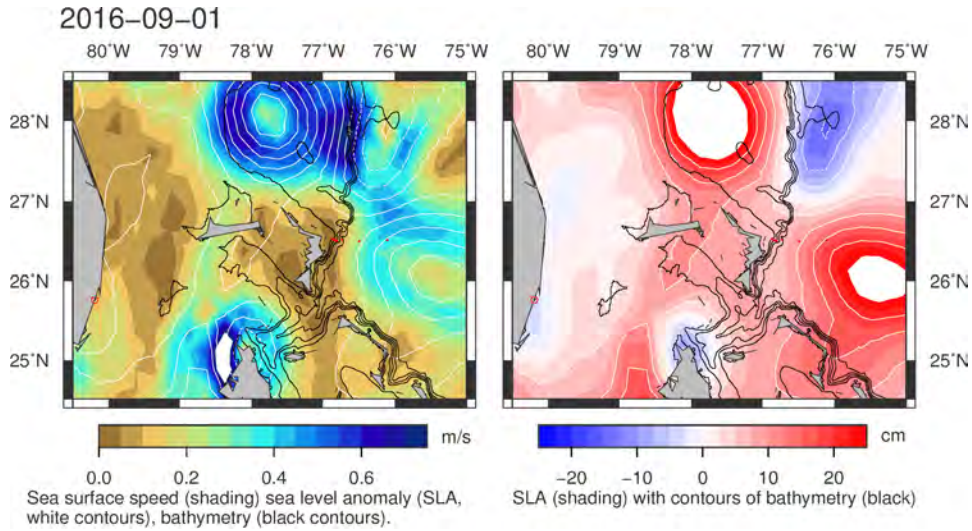 2016-09-01
80°W 79°W 78°W 77°W 76°W 75°W
80°W 79°W 78°W 77°W 76°W 75°W
28°N 28°N
27°N 27°N
26°N 26°N
25°N 25°N
m/s
0.0 0.2 0.4 0.6
cm
−20 −10 0 10 20
Sea surface speed (shading) sea level anomaly (SLA,
white contours), bathymetry (black contours).
SLA (shading) with contours of bathymetry (black)